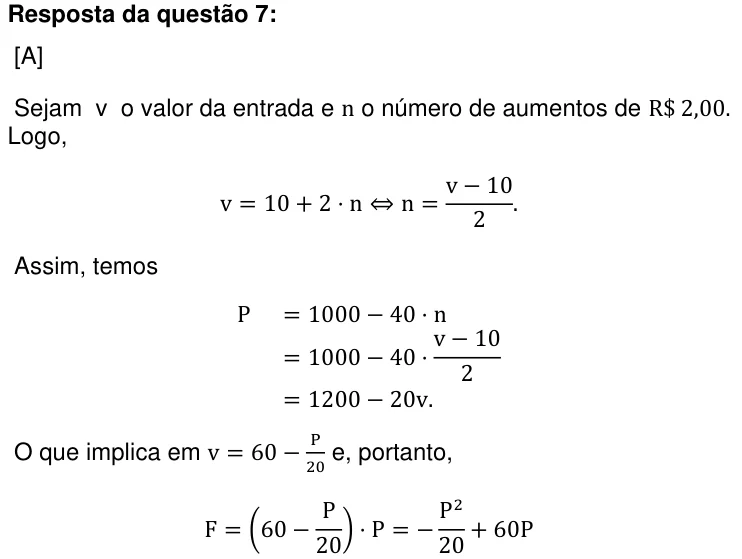 Resposta da questão 7:
[A]
Sejam v o valor da entrada e n o número de aumentos de R$ 2,00.
Logo,
v = 10 + 2 · n ⇔ n = (v − 10)/2.
Assim, temos
P = 1000 − 40 · n
= 1000 − 40 · (v − 10)/2
= 1200 − 20v.
O que implica em v = 60 − P/20 e, portanto,
F = (60 − P/20) · P = − P²/20 + 60P